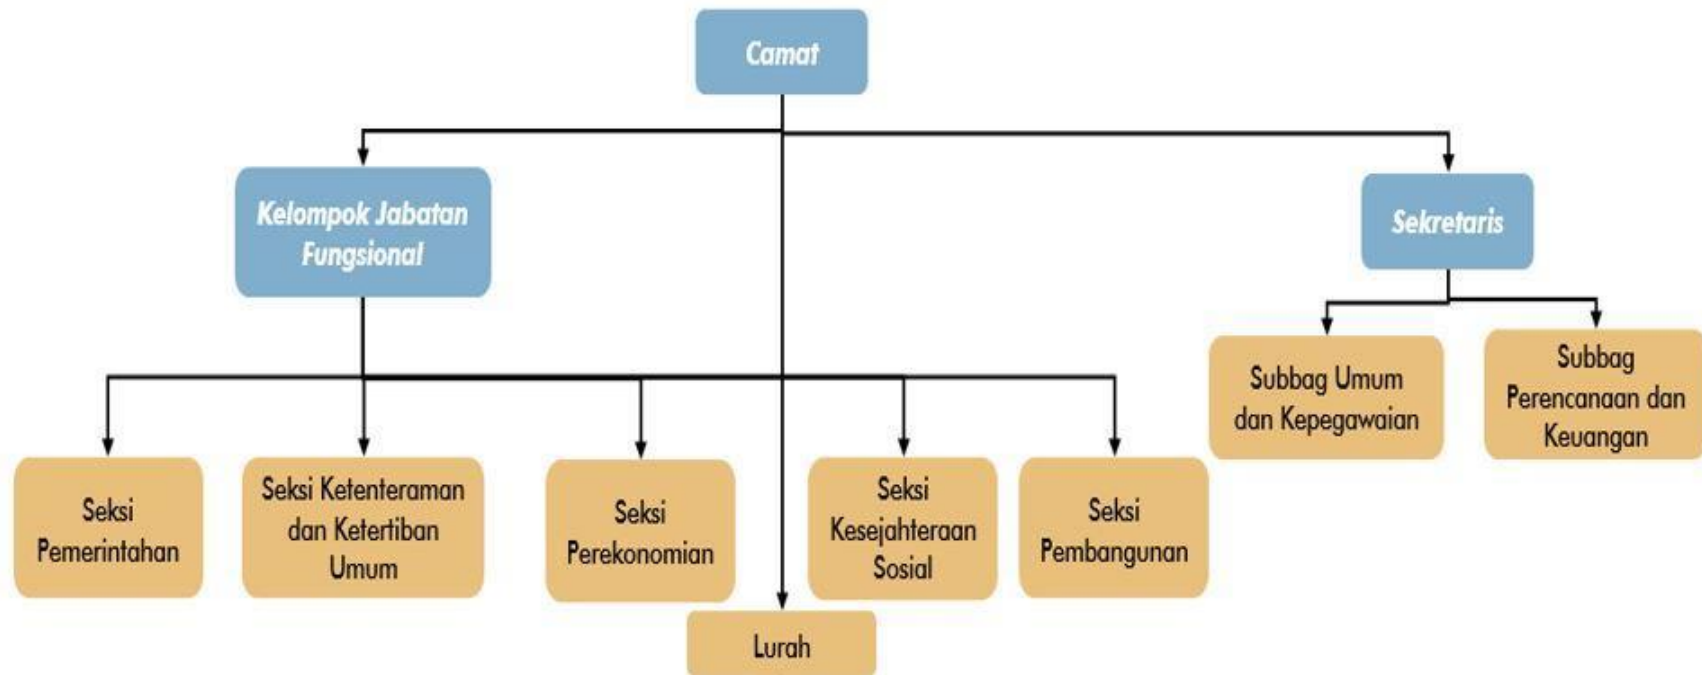 Camat
Kelompok Jabatan
Fungsional
Sekretaris
Subbag Umum
dan Kepegawaian
Subbag
Perencanaan dan
Keuangan
Seksi
Pemerintahan
Seksi Ketenteraman
dan Ketertiban
Umum
Seksi
Perekonomian
Seksi
Kesejahteraan
Sosial
Seksi
Pembangunan
Lurah